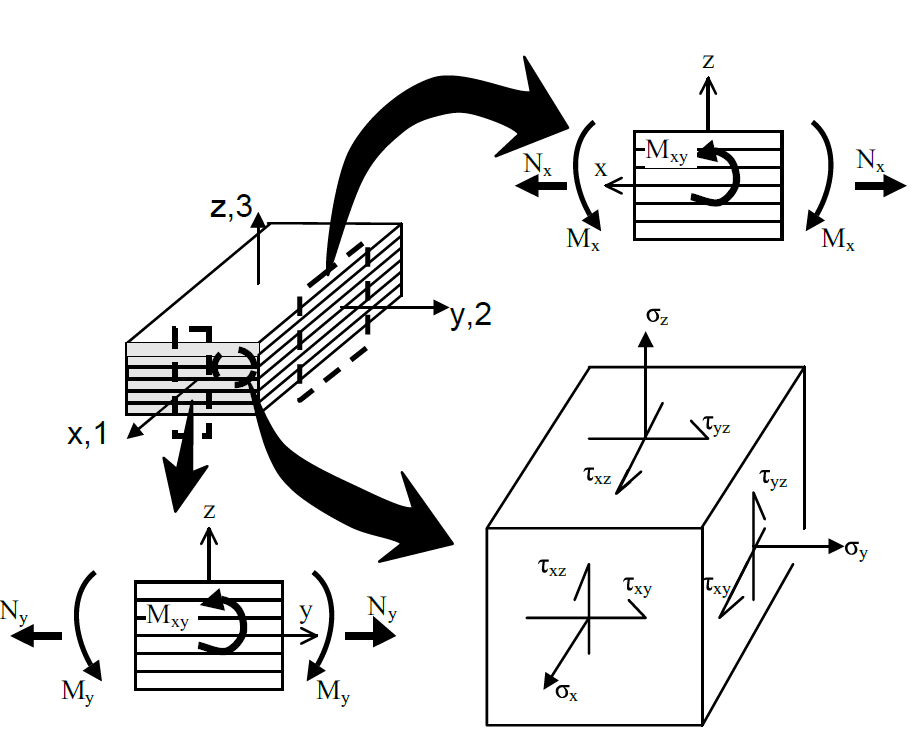 z
M_xy
N_x
x
N_x
M_x
M_x
z,3
y,2
x,1
σ_z
τ_yz
τ_xz
τ_yz
σ_y
τ_xz
τ_xy
τ_xy
σ_x
z
N_y
M_xy
y
N_y
M_y
M_y